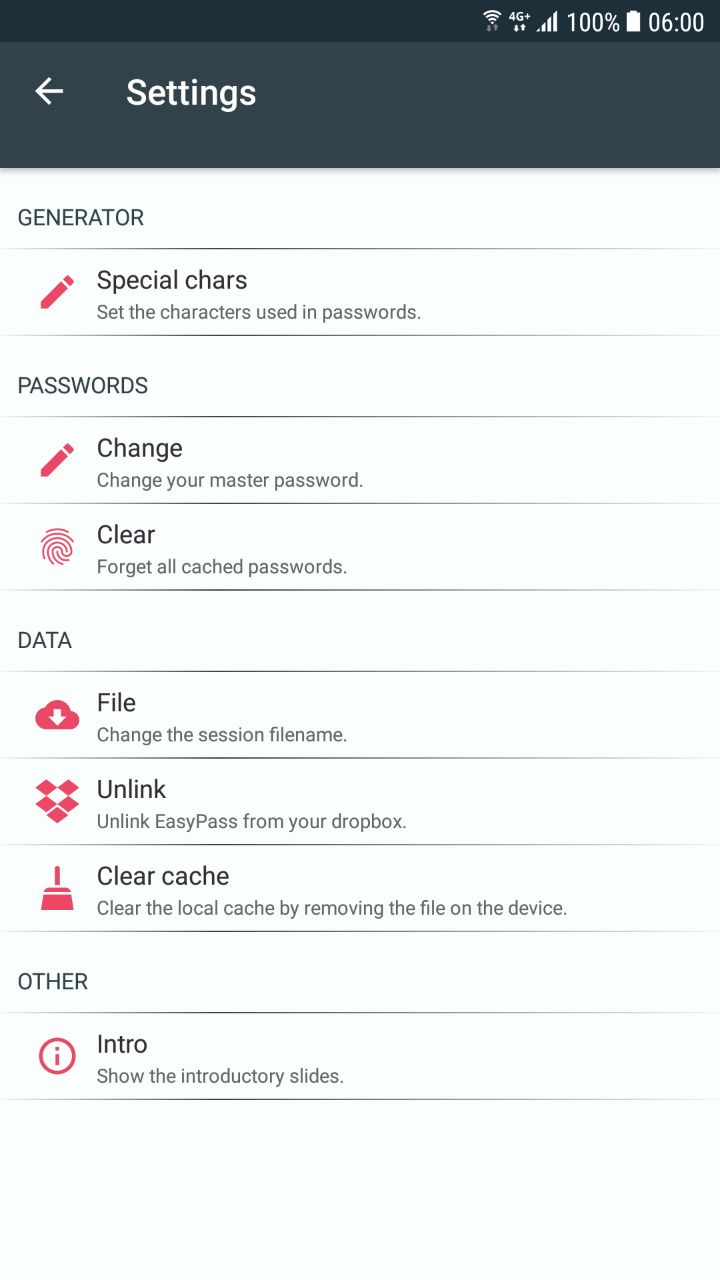 4G+ 100% 06:00
Settings
GENERATOR
Special chars
Set the characters used in passwords.
PASSWORDS
Change
Change your master password.
Clear
Forget all cached passwords.
DATA
File
Change the session filename.
Unlink
Unlink EasyPass from your dropbox.
Clear cache
Clear the local cache by removing the file on the device.
OTHER
Intro
Show the introductory slides.